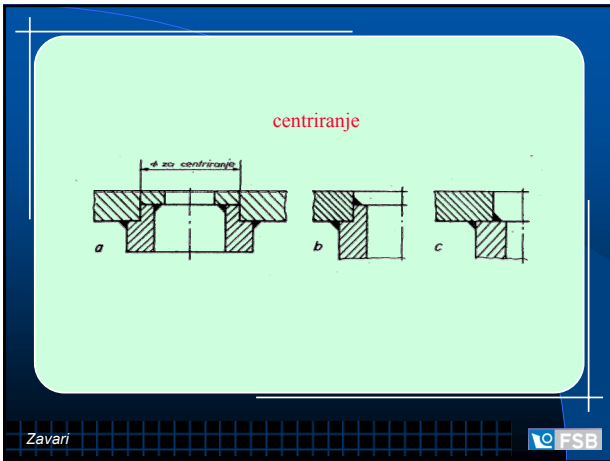 centriranje
ϕ za centriranje
a
b
c
Zavari
FSB